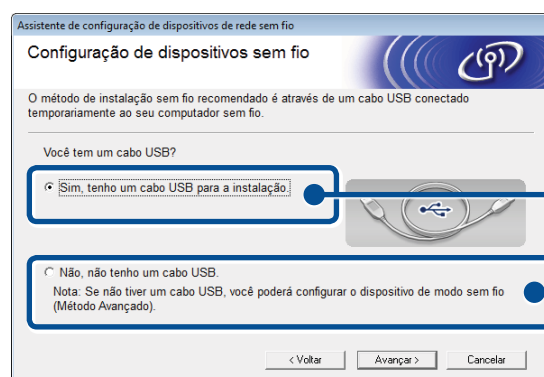 Assistente de configuração de dispositivos de rede sem fio
Configuração de dispositivos sem fio
O método de instalação sem fio recomendado é através de um cabo USB conectado
temporariamente ao seu computador sem fio.
Você tem um cabo USB?
Sim, tenho um cabo USB para a instalação.
Não, não tenho um cabo USB.
Nota: Se não tiver um cabo USB, você poderá configurar o dispositivo de modo sem fio
(Método Avançado).
< Voltar Avançar > Cancelar